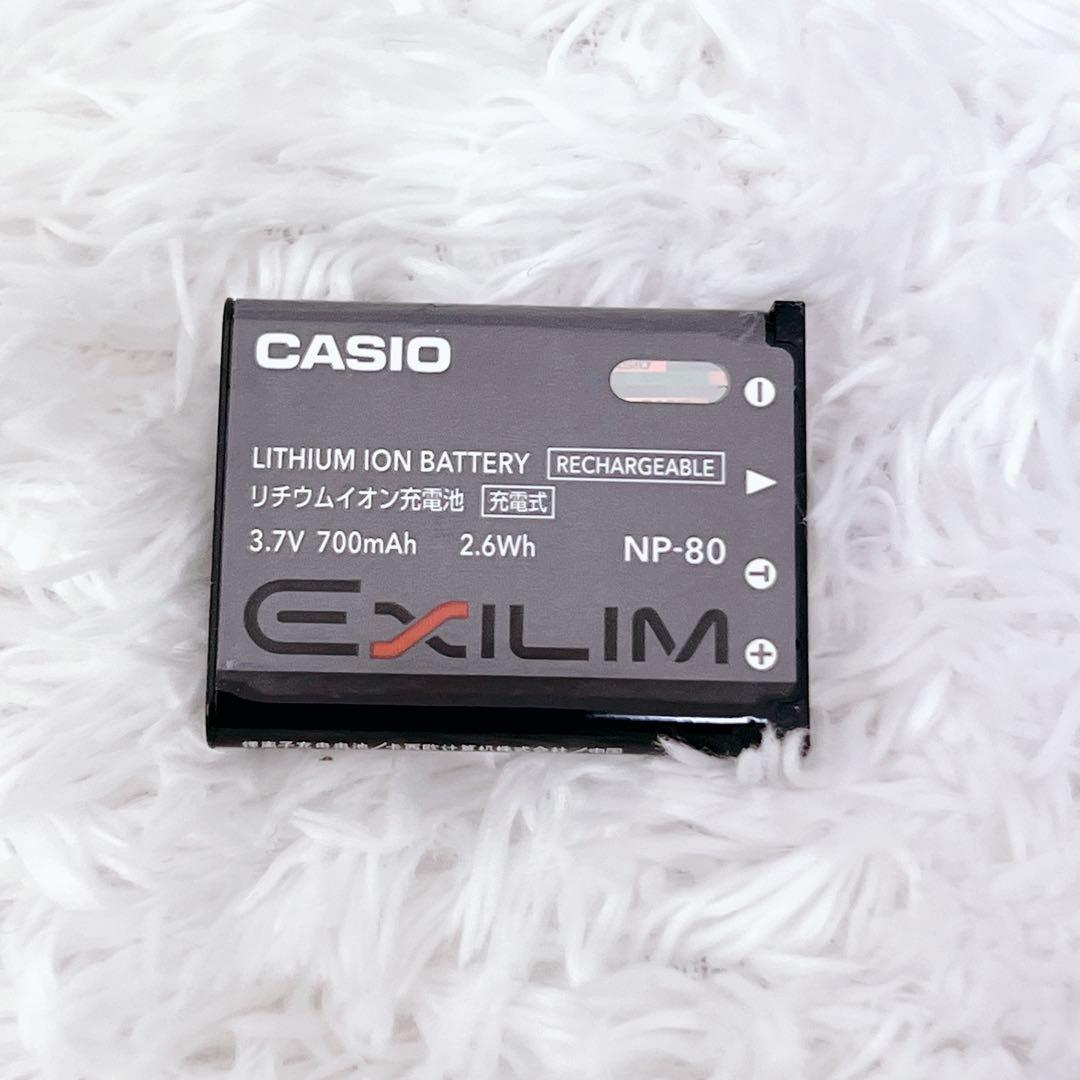 CASIO
LITHIUM ION BATTERY RECHARGEABLE
リチウムイオン充電池 充電式
3.7V 700mAh 2.6Wh NP-80
EXILIM